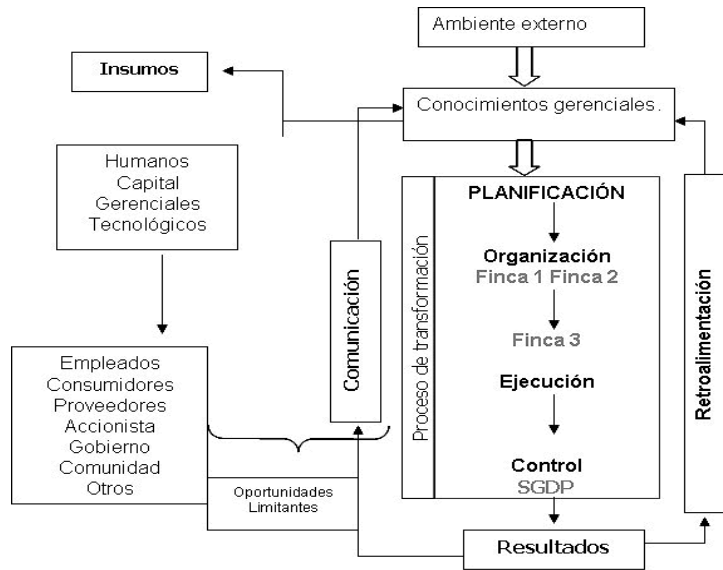 Ambiente externo
Insumos
Conocimientos gerenciales.
Humanos
Capital
Gerenciales
Tecnológicos
Comunicación
Proceso de transformación
PLANIFICACIÓN
Organización
Finca 1 Finca 2
Finca 3
Ejecución
Control
SGDP
Retroalimentación
Empleados
Consumidores
Proveedores
Accionista
Gobierno
Comunidad
Otros
Oportunidades
Limitantes
Resultados